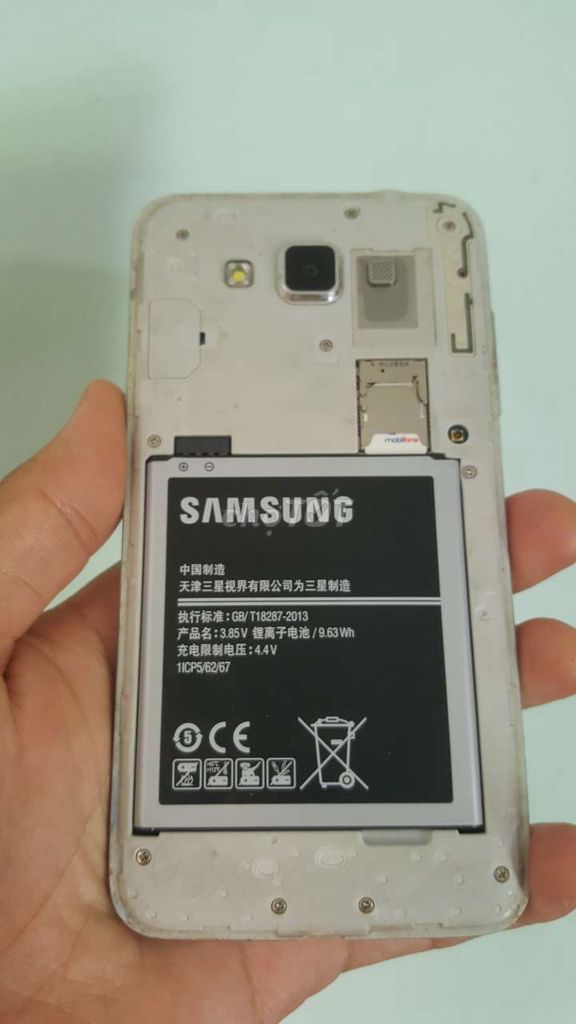 mobifone
SAMSUNG
CHỢ TỐT
中国制造
天津三星视界有限公司为三星制造
执行标准:GB/T18287-2013
产品名:3.85V 锂离子电池/9.63Wh
充电限制电压:4.4V
1ICP5/62/67
5 CE